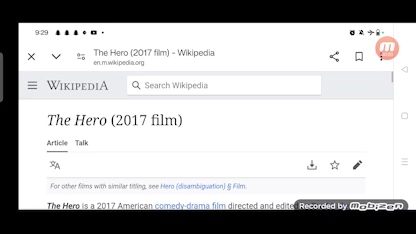 9:29
The Hero (2017 film) - Wikipedia
en.m.wikipedia.org
WIKIPEDIA
Search Wikipedia
The Hero (2017 film)
Article Talk
For other films with similar titling, see Hero (disambiguation) § Film.
The Hero is a 2017 American comedy-drama film directed and edite
Recorded by MOBIZEN